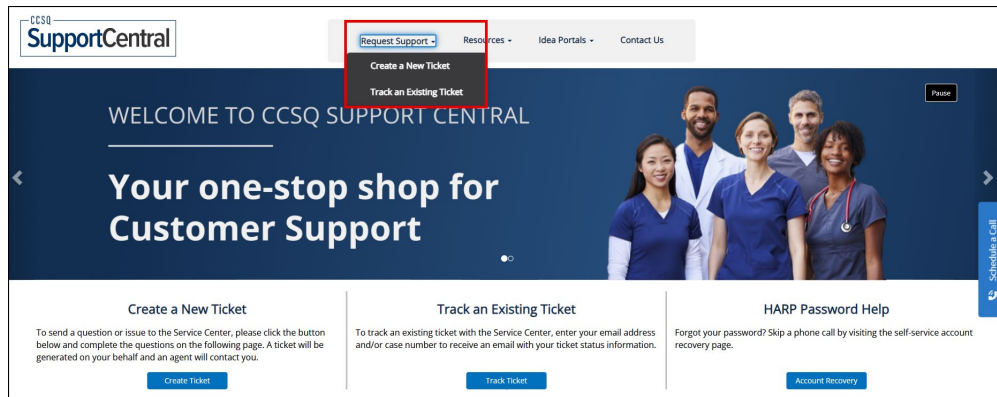 CCSQ
SupportCentral
Request Support
Resources
Idea Portals
Contact Us
Create a New Ticket
Track an Existing Ticket
Pause
WELCOME TO CCSQ SUPPORT CENTRAL
Your one-stop shop for
Customer Support
Schedule a Call
Create a New Ticket
To send a question or issue to the Service Center, please click the button
below and complete the questions on the following page. A ticket will be
generated on your behalf and an agent will contact you.
Create Ticket
Track an Existing Ticket
To track an existing ticket with the Service Center, enter your email address
and/or case number to receive an email with your ticket status information.
Track Ticket
HARP Password Help
Forgot your password? Skip a phone call by visiting the self-service account
recovery page.
Account Recovery